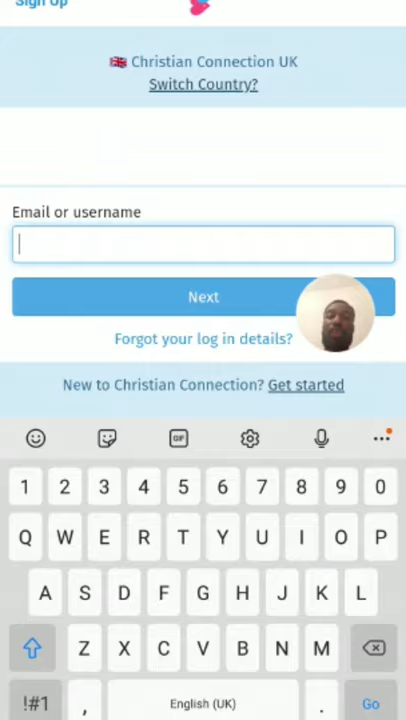 Sign Up
🇬🇧 Christian Connection UK
Switch Country?
Email or username
Next
Forgot your log in details?
New to Christian Connection? Get started
GIF
1 2 3 4 5 6 7 8 9 0
Q W E R T Y U I O P
A S D F G H J K L
Z X C V B N M
!#1 , English (UK) . Go